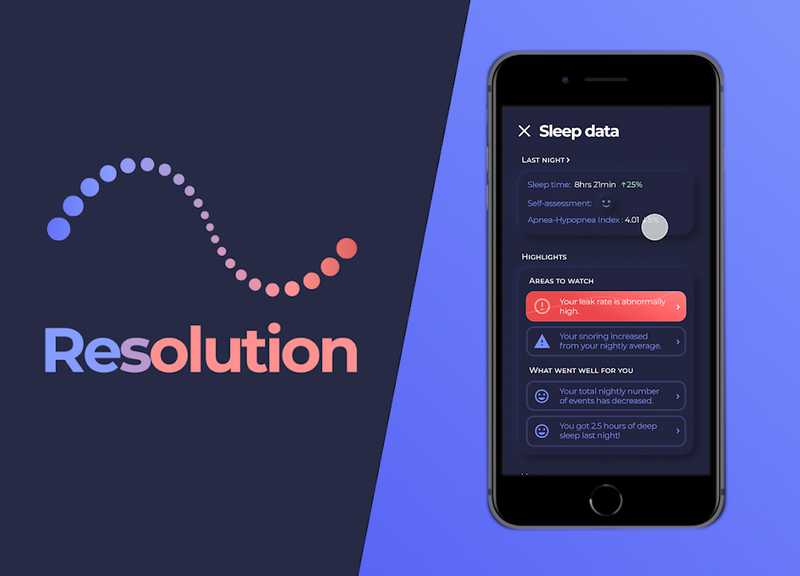 Resolution
Sleep data
LAST NIGHT
Sleep time: 8hrs 21min ↑25%
Self-assessment:
Apnea-Hypopnea Index: 4.01
HIGHLIGHTS
AREAS TO WATCH
Your leak rate is abnormally
high.
Your snoring increased
from your nightly average.
WHAT WENT WELL FOR YOU
Your total nightly number
of events has decreased.
You got 2.5 hours of deep
sleep last night!